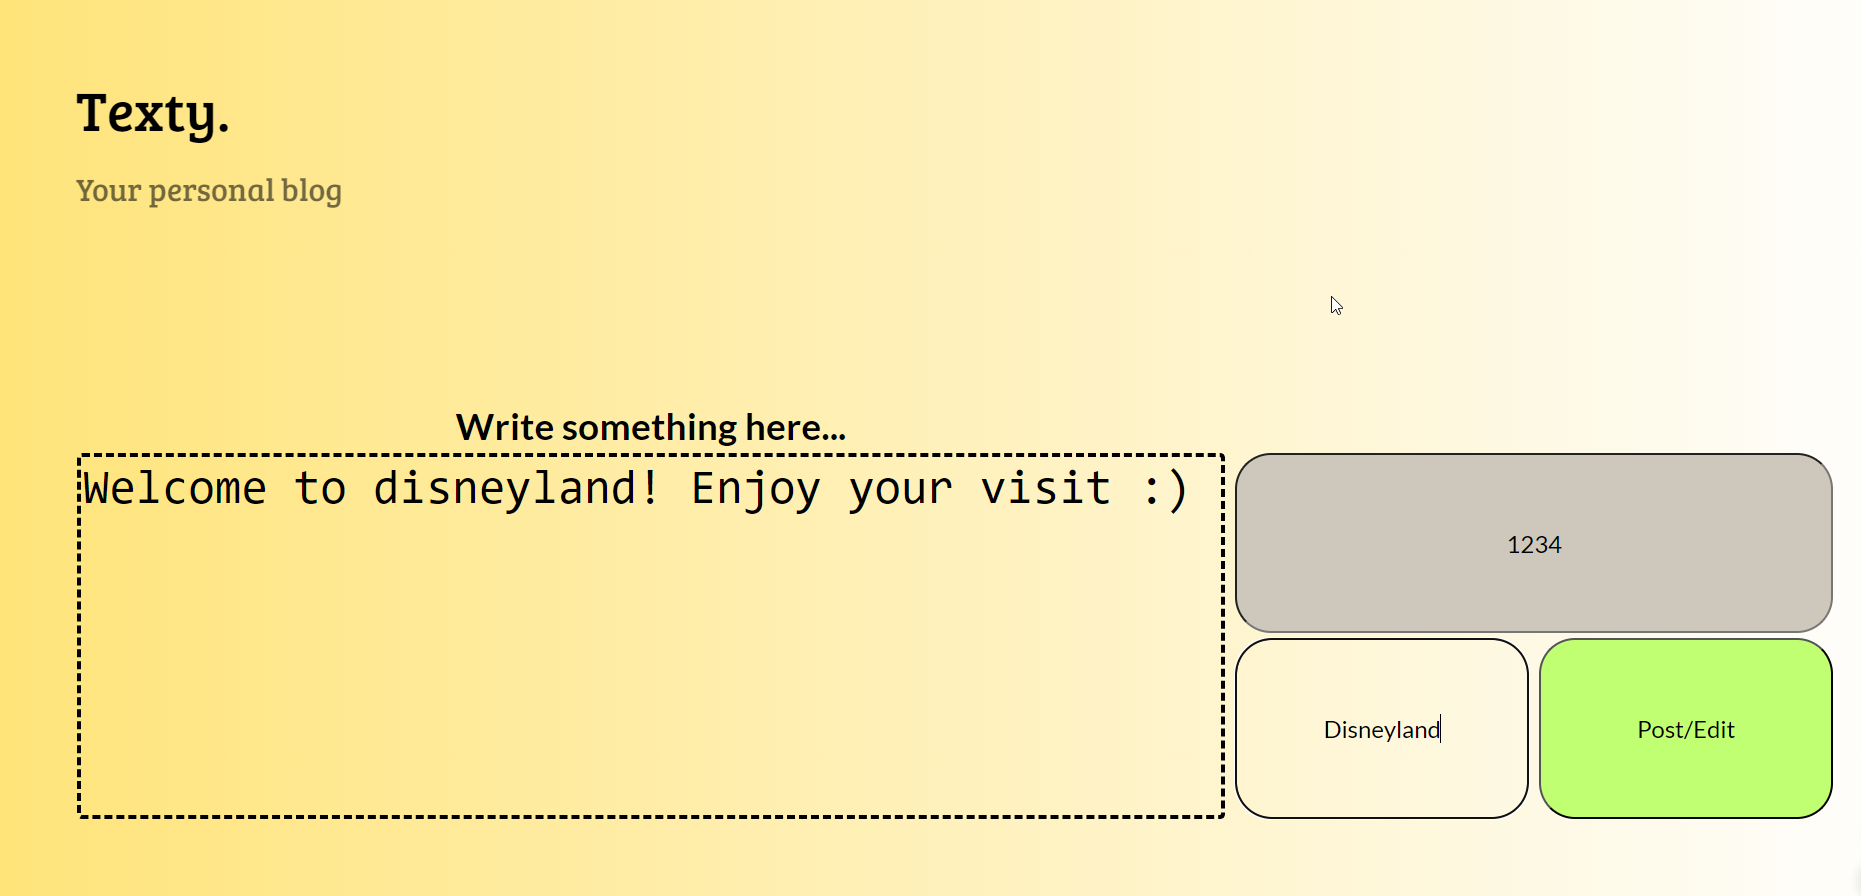 Texty.
Your personal blog
Write something here...
Welcome to disneyland! Enjoy your visit :)
1234
Disneyland
Post/Edit